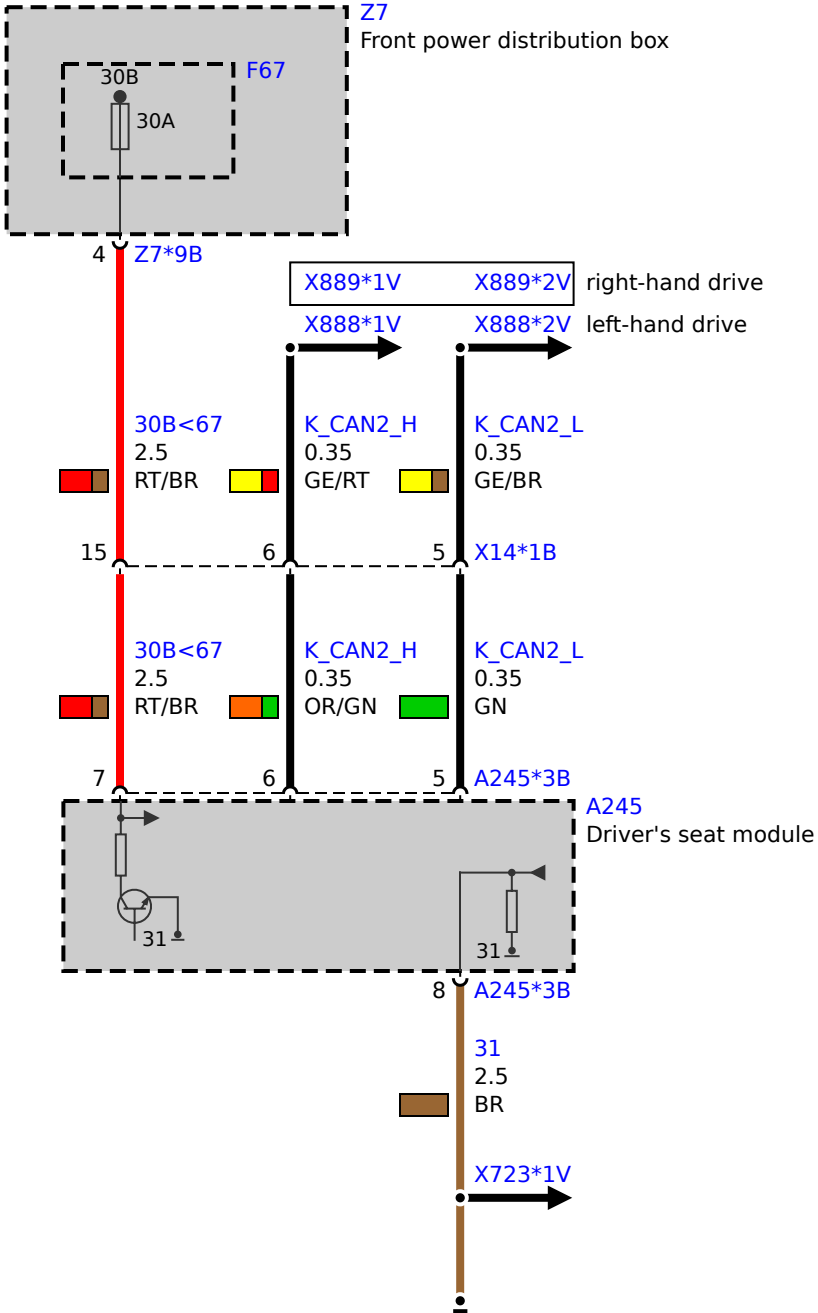 Z7
Front power distribution box
F67
30B
30A
4 Z7*9B
X889*1V X889*2V right-hand drive
X888*1V X888*2V left-hand drive
30B<67 K_CAN2_H K_CAN2_L
2.5 0.35 0.35
RT/BR GE/RT GE/BR
15 6 5 X14*1B
30B<67 K_CAN2_H K_CAN2_L
2.5 0.35 0.35
RT/BR OR/GN GN
7 6 5 A245*3B
A245
Driver's seat module
31 31
8 A245*3B
31
2.5
BR
X723*1V